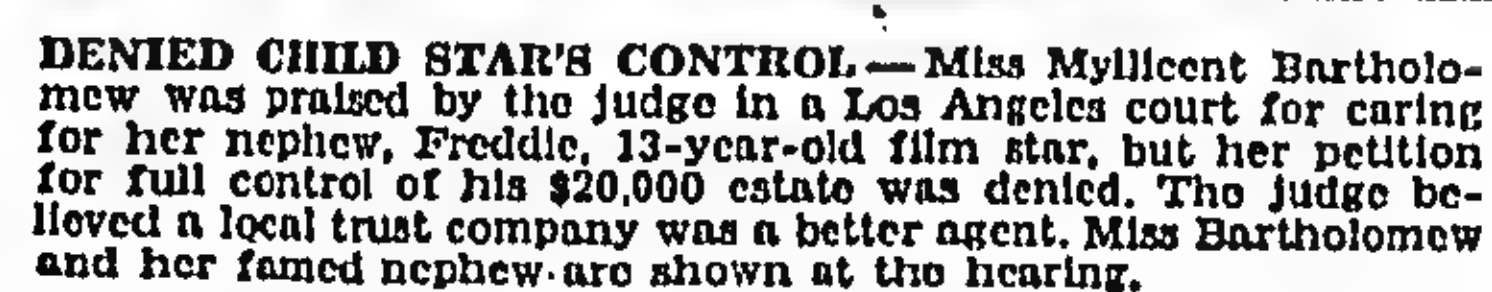 DENIED CHILD STAR'S CONTROL—Miss Myllicent Bartholo-
mew was praised by the judge in a Los Angeles court for caring
for her nephew, Freddie, 13-year-old film star, but her petition
for full control of his $20,000 estate was denied. The judge be-
lieved a local trust company was a better agent. Miss Bartholomew
and her famed nephew are shown at the hearing.